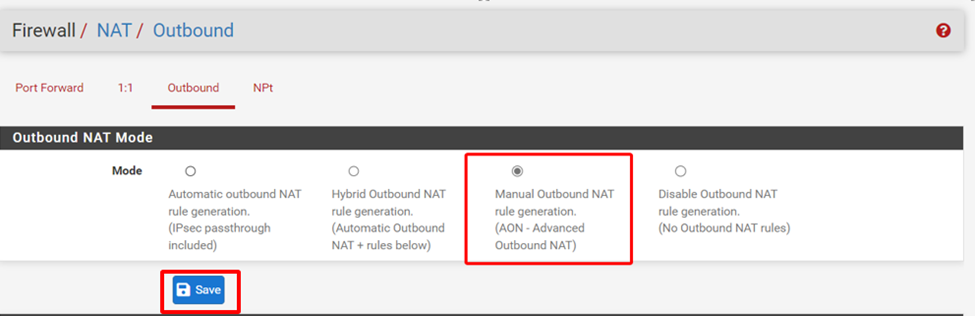 Firewall / NAT / Outbound
Port Forward 1:1 Outbound NPt
Outbound NAT Mode
Mode
Automatic outbound NAT
rule generation.
(IPsec passthrough
included)
Hybrid Outbound NAT
rule generation.
(Automatic Outbound
NAT + rules below)
Manual Outbound NAT
rule generation.
(AON - Advanced
Outbound NAT)
Disable Outbound NAT
rule generation.
(No Outbound NAT rules)
Save